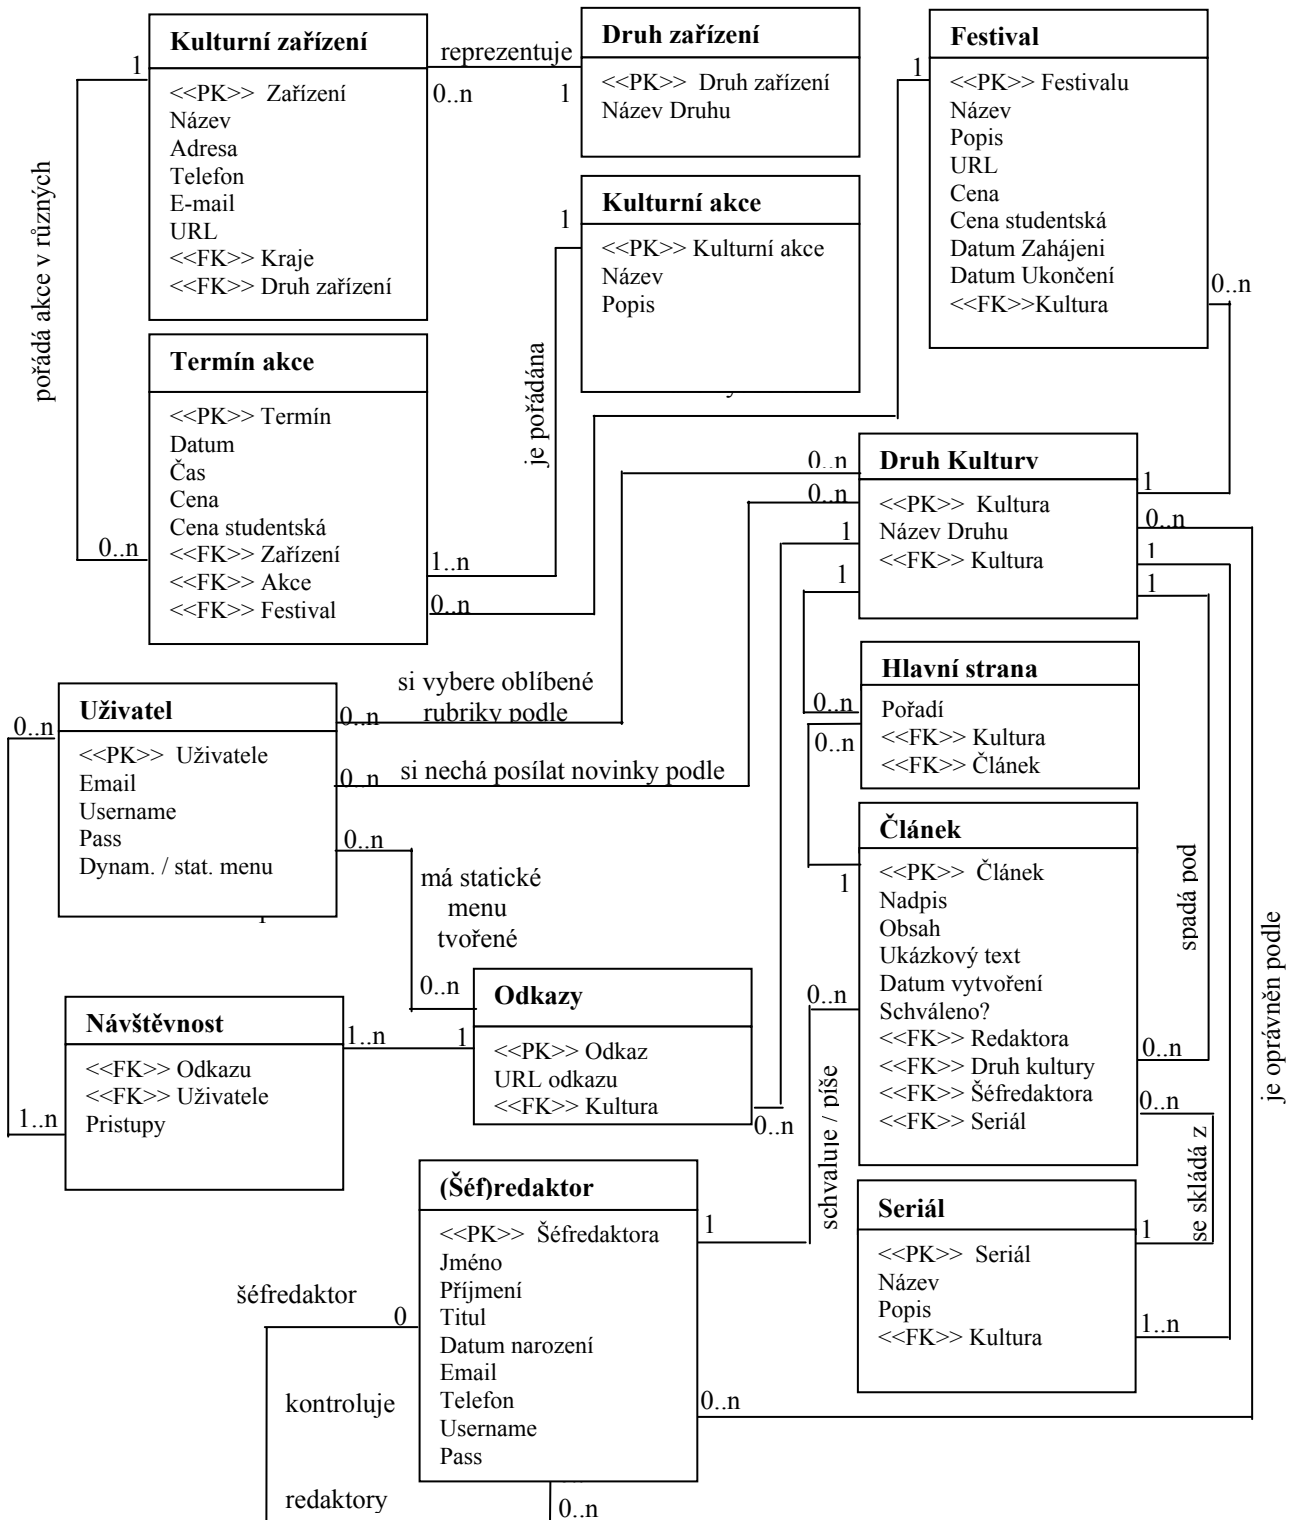 Kulturní zařízení
<<PK>> Zařízení
Název
Adresa
Telefon
E-mail
URL
<<FK>> Kraje
<<FK>> Druh zařízení
reprezentuje
0..n
1
Druh zařízení
<<PK>> Druh zařízení
Název Druhu
Festival
<<PK>> Festivalu
Název
Popis
URL
Cena
Cena studentská
Datum Zahájeni
Datum Ukončení
<<FK>>Kultura
1
0..n
1
pořádá akce v různých
0..n
Kulturní akce
<<PK>> Kulturní akce
Název
Popis
1
je pořádána
Termín akce
<<PK>> Termín
Datum
Čas
Cena
Cena studentská
<<FK>> Zařízení
<<FK>> Akce
<<FK>> Festival
1..n
0..n
Druh Kulturv
<<PK>> Kultura
Název Druhu
<<FK>> Kultura
0..n
0..n
1
1
1
0..n
1
1
Hlavní strana
Pořadí
<<FK>> Kultura
<<FK>> Článek
0..n
0..n
Uživatel
<<PK>> Uživatele
Email
Username
Pass
Dynam. / stat. menu
0..n
si vybere oblíbené
rubriky podle
0..n
si nechá posílat novinky podle
0..n
0..n
má statické
menu
tvořené
0..n
Článek
<<PK>> Článek
Nadpis
Obsah
Ukázkový text
Datum vytvoření
Schváleno?
<<FK>> Redaktora
<<FK>> Druh kultury
<<FK>> Šéfredaktora
<<FK>> Seriál
1
0..n
spadá pod
0..n
0..n
je oprávněn podle
Návštěvnost
<<FK>> Odkazu
<<FK>> Uživatele
Pristupy
1..n
1..n
1
Odkazy
<<PK>> Odkaz
URL odkazu
<<FK>> Kultura
0..n
schvaluje / píše
se skládá z
(Šéf)redaktor
<<PK>> Šéfredaktora
Jméno
Příjmení
Titul
Datum narození
Email
Telefon
Username
Pass
1
0..n
Seriál
<<PK>> Seriál
Název
Popis
<<FK>> Kultura
1
1..n
šéfredaktor
0
kontroluje
redaktory
0..n